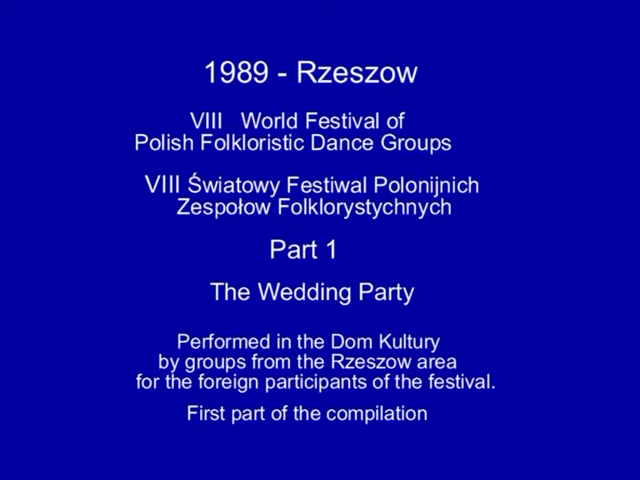 1989 - Rzeszow
VIII World Festival of
Polish Folkloristic Dance Groups
VIII Światowy Festiwal Polonijnich
Zespołow Folklorystychnych
Part 1
The Wedding Party
Performed in the Dom Kultury
by groups from the Rzeszow area
for the foreign participants of the festival.
First part of the compilation